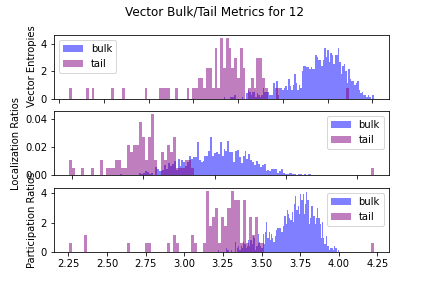 Vector Bulk/Tail Metrics for 12
Vector Entropies
4
2
0
bulk
tail
Localization Ratios
0.04
0.02
0.00
bulk
tail
Participation Ratios
4
2
0
bulk
tail
2.25 2.50 2.75 3.00 3.25 3.50 3.75 4.00 4.25